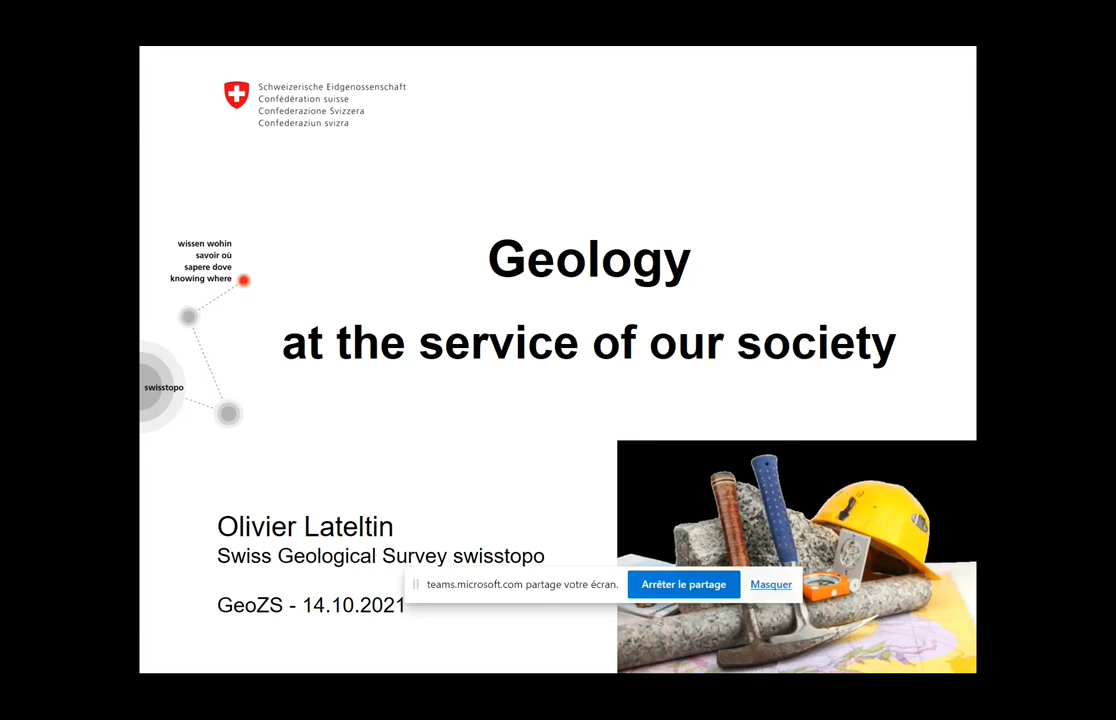 Schweizerische Eidgenossenschaft
Confédération suisse
Confederazione Svizzera
Confederaziun svizra
Geology
at the service of our society
wissen wohin
savoir où
sapere dove
knowing where
swisstopo
Olivier Lateltin
Swiss Geological Survey swisstopo
teams.microsoft.com partage votre écran.
Arrêter le partage
Masquer
GeoZS - 14.10.2021